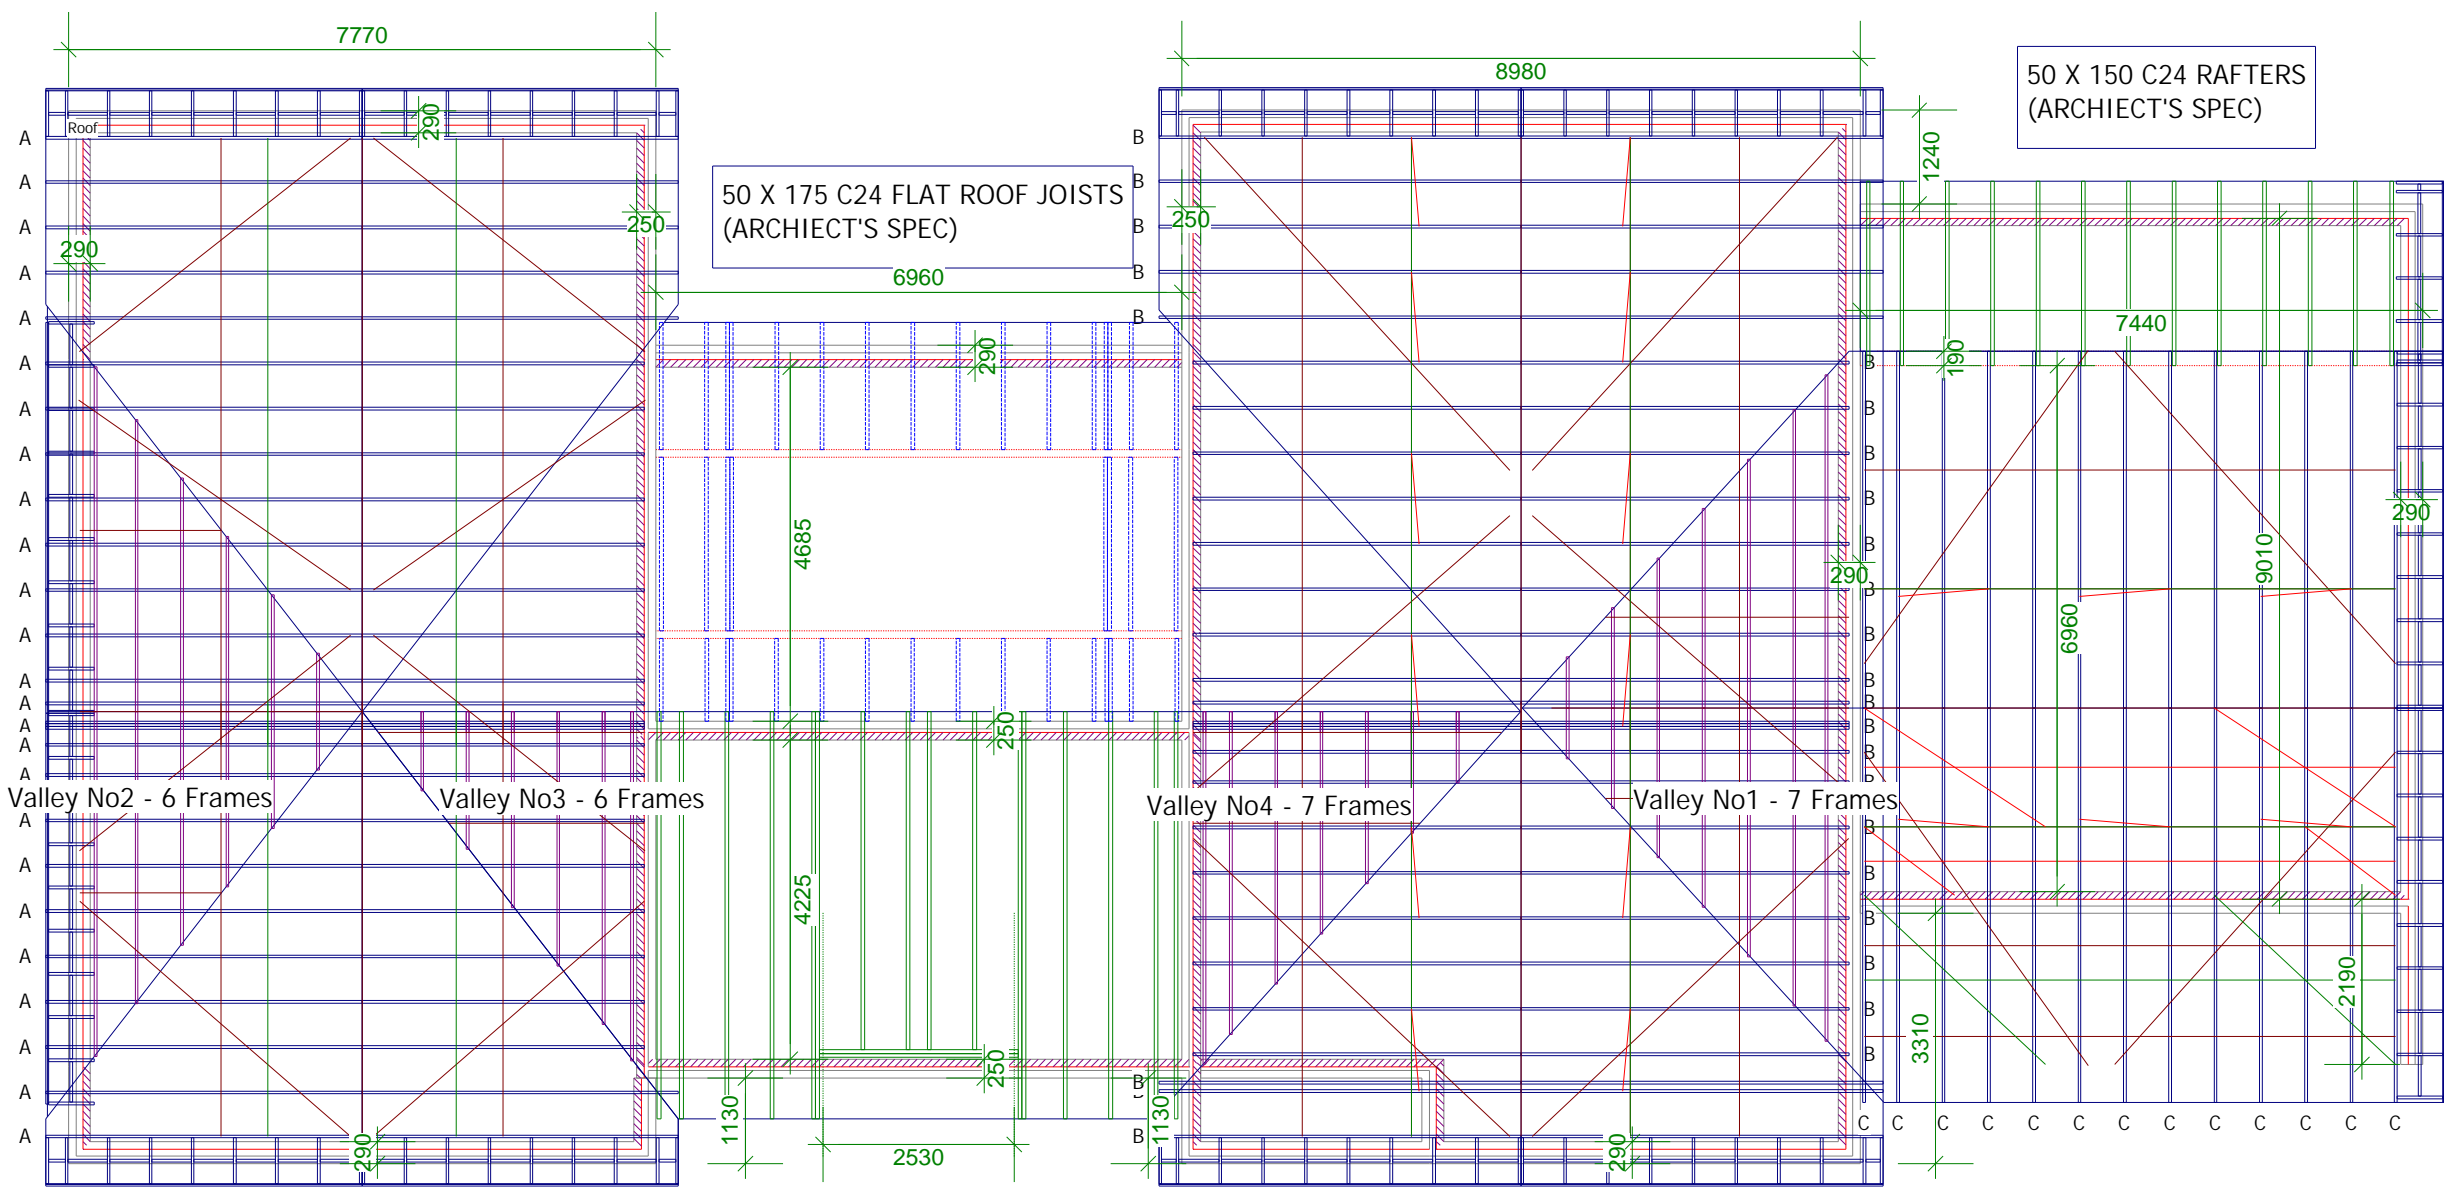 7770
8980
50 X 150 C24 RAFTERS
(ARCHIECT'S SPEC)
290
Roof
A
B
1240
A
50 X 175 C24 FLAT ROOF JOISTS
(ARCHIECT'S SPEC)
B
250
250
A
B
290
A
6960
B
A
B
7440
290
190
A
B
A
B
A
B
A
B
290
4685
A
B
9010
A
290
B
A
6960
B
A
B
A
B
A
250
B
A
B
A
B
Valley No2 - 6 Frames
Valley No3 - 6 Frames
Valley No4 - 7 Frames
Valley No1 - 7 Frames
A
B
A
4225
B
A
B
A
B
2190
A
B
3310
A
250
B
A
B
1130
1130
A
B
C C C C C C C C C C C C C
290
2530
290